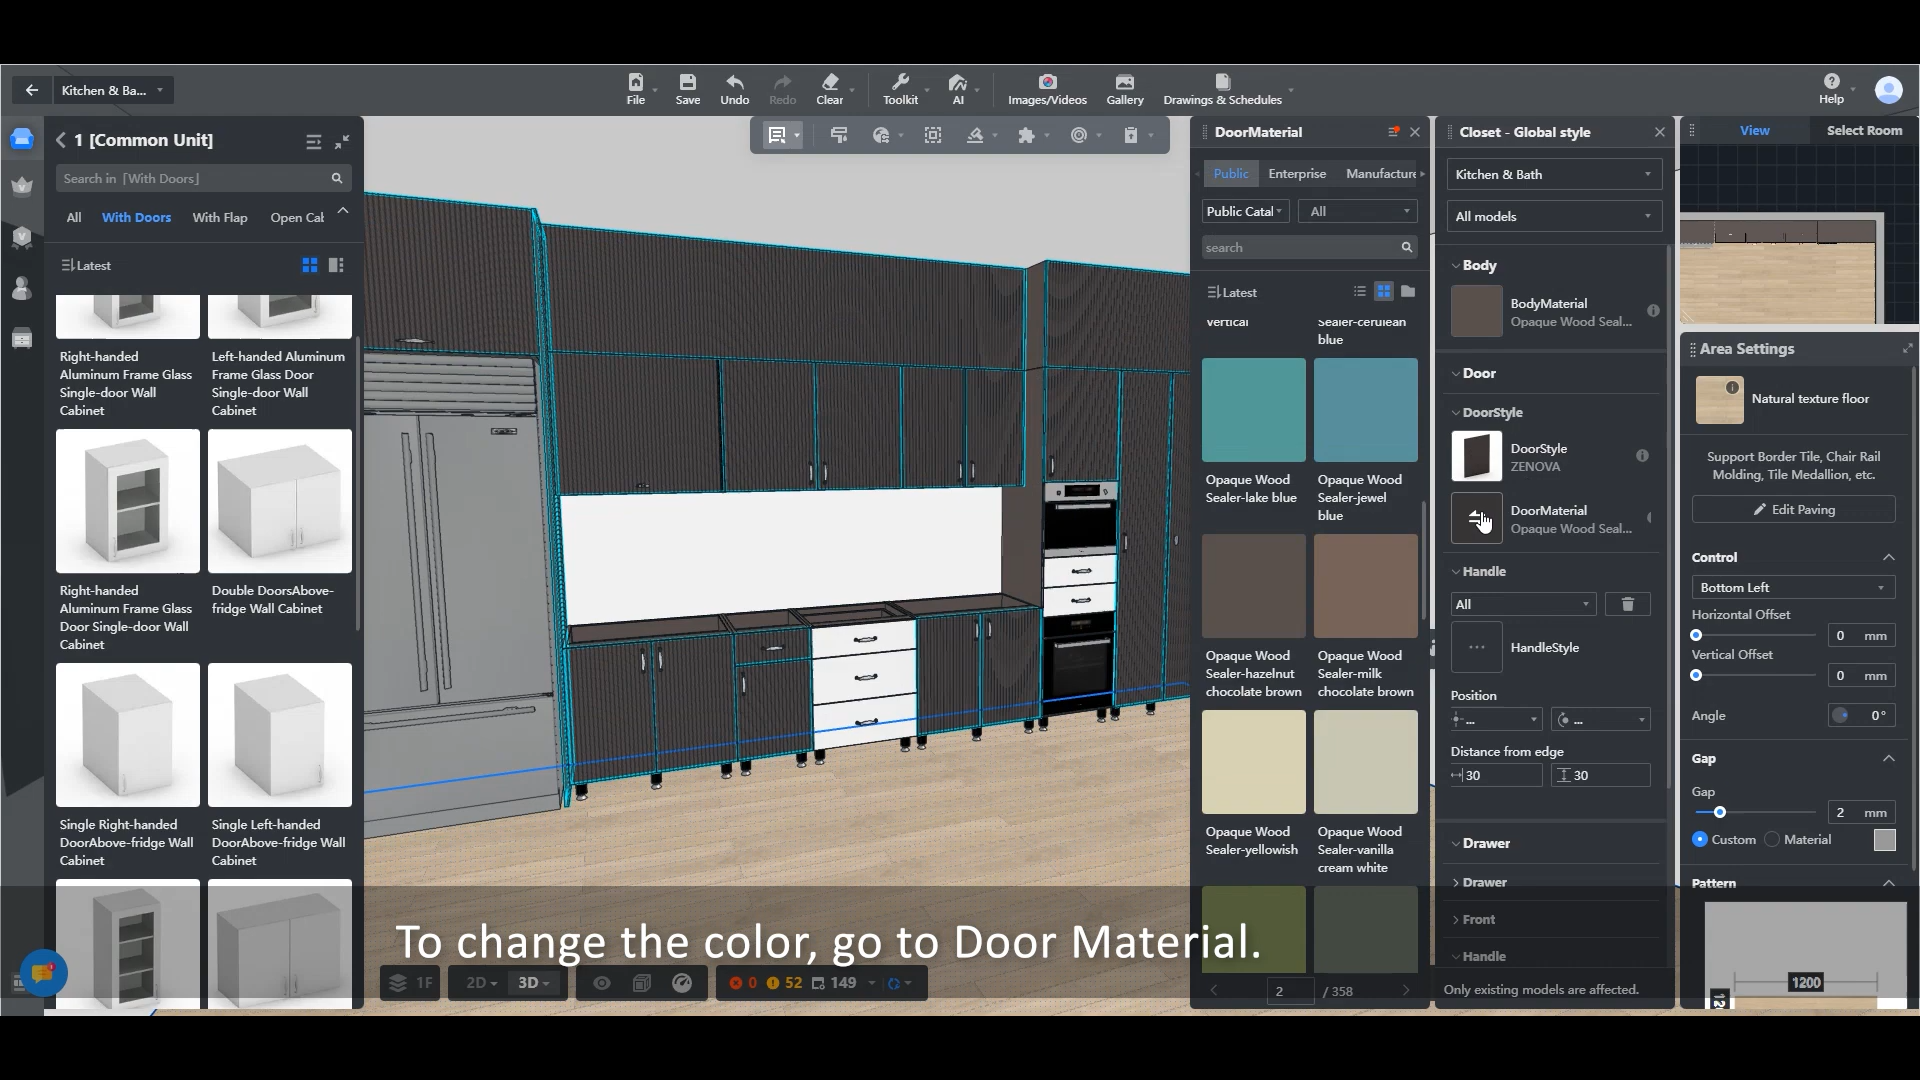 Kitchen & Ba...
File
Save
Undo
Redo
Clear
Toolkit
AI
Images/Videos
Gallery
Drawings & Schedules
Help
1 [Common Unit]
Search in [With Doors]
All
With Doors
With Flap
Open Cat
Latest
Right-handed
Aluminum Frame Glass
Single-door Wall
Cabinet
Left-handed Aluminum
Frame Glass Door
Single-door Wall
Cabinet
Right-handed
Aluminum Frame Glass
Door Single-door Wall
Cabinet
Double DoorsAbove-
fridge Wall Cabinet
Single Right-handed
DoorAbove-fridge Wall
Cabinet
Single Left-handed
DoorAbove-fridge Wall
Cabinet
To change the color, go to Door Material.
1F
2D
3D
0
52
149
DoorMaterial
Public
Enterprise
Manufacture
Public Catal
All
search
Latest
vertical
Sealer-cerulean
blue
Opaque Wood
Sealer-lake blue
Opaque Wood
Sealer-jewel
blue
Opaque Wood
Sealer-hazelnut
chocolate brown
Opaque Wood
Sealer-milk
chocolate brown
Opaque Wood
Sealer-yellowish
Opaque Wood
Sealer-vanilla
cream white
2 / 358
Closet - Global style
Kitchen & Bath
All models
Body
BodyMaterial
Opaque Wood Seal...
Door
DoorStyle
DoorStyle
ZENOVA
DoorMaterial
Opaque Wood Seal...
Handle
All
HandleStyle
Position
...
...
Distance from edge
30
30
Drawer
Drawer
Front
Handle
Only existing models are affected.
View
Select Room
Area Settings
Natural texture floor
Support Border Tile, Chair Rail
Molding, Tile Medallion, etc.
Edit Paving
Control
Bottom Left
Horizontal Offset
0 mm
Vertical Offset
0 mm
Angle
0°
Gap
Gap
2 mm
Custom
Material
Pattern
1200